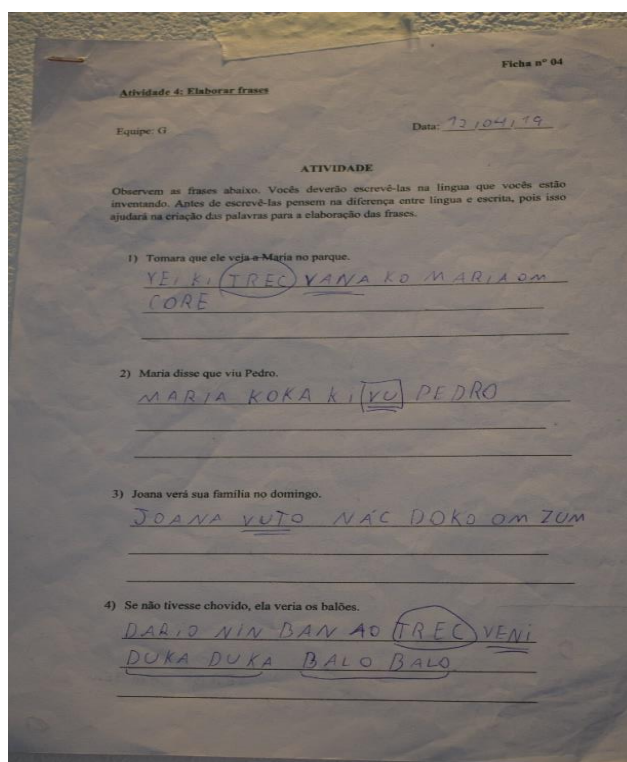 Ficha nº 04
Atividade 4: Elaborar frases
Equipe: G
Data: 12/04/19
ATIVIDADE
Observem as frases abaixo. Vocês deverão escrevê-las na língua que vocês estão
inventando. Antes de escrevê-las pensem na diferença entre língua e escrita, pois isso
ajudará na criação das palavras para a elaboração das frases.
1) Tomara que ele veja a Maria no parque.
VEI KI TREC VANA KO MARIA OM
CORE
2) Maria disse que viu Pedro.
MARIA KOKA KI VU PEDRO
3) Joana verá sua família no domingo.
JOANA VUTO NÁC DOKO OM ZUM
4) Se não tivesse chovido, ela veria os balões.
DARIO NIN BAN AO TREC VENI
DUKA DUKA BALO BALO